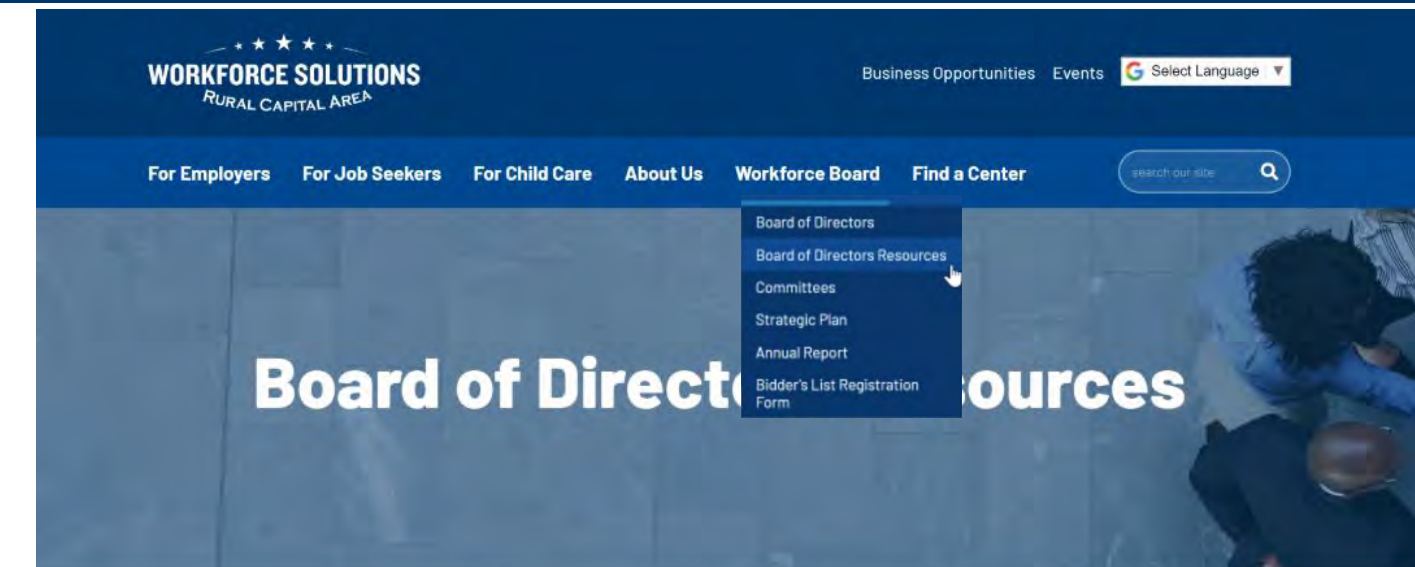 WORKFORCE SOLUTIONS
RURAL CAPITAL AREA
Business Opportunities Events Select Language
For Employers For Job Seekers For Child Care About Us Workforce Board Find a Center search our site
Board of Directors
Board of Directors Resources
Committees
Strategic Plan
Annual Report
Bidder's List Registration
Form
Board of Direct ources